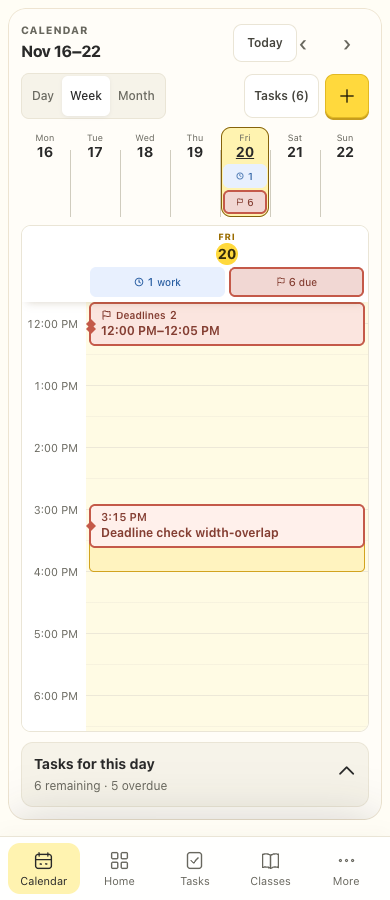 CALENDAR
Nov 16–22
Today
Day Week Month
Tasks (6)
Mon Tue Wed Thu Fri Sat Sun
16 17 18 19 20 21 22
1
6
FRI
20
1 work 6 due
Deadlines 2
12:00 PM 12:00 PM–12:05 PM
1:00 PM
2:00 PM
3:00 PM
3:15 PM
Deadline check width-overlap
4:00 PM
5:00 PM
6:00 PM
Tasks for this day
6 remaining · 5 overdue
Calendar Home Tasks Classes More